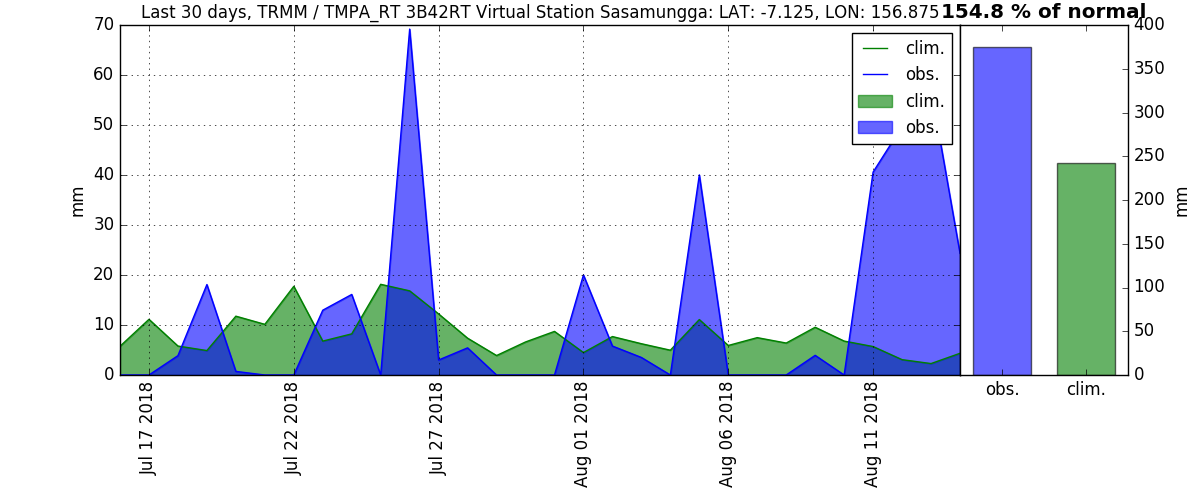 Last 30 days, TRMM / TMPA_RT 3B42RT Virtual Station Sasamungga: LAT: -7.125, LON: 156.875
154.8 % of normal
70
60
50
40
30
20
10
0
mm
clim.
obs.
clim.
obs.
Jul 17 2018
Jul 22 2018
Jul 27 2018
Aug 01 2018
Aug 06 2018
Aug 11 2018
400
350
300
250
200
150
100
50
0
mm
obs.
clim.